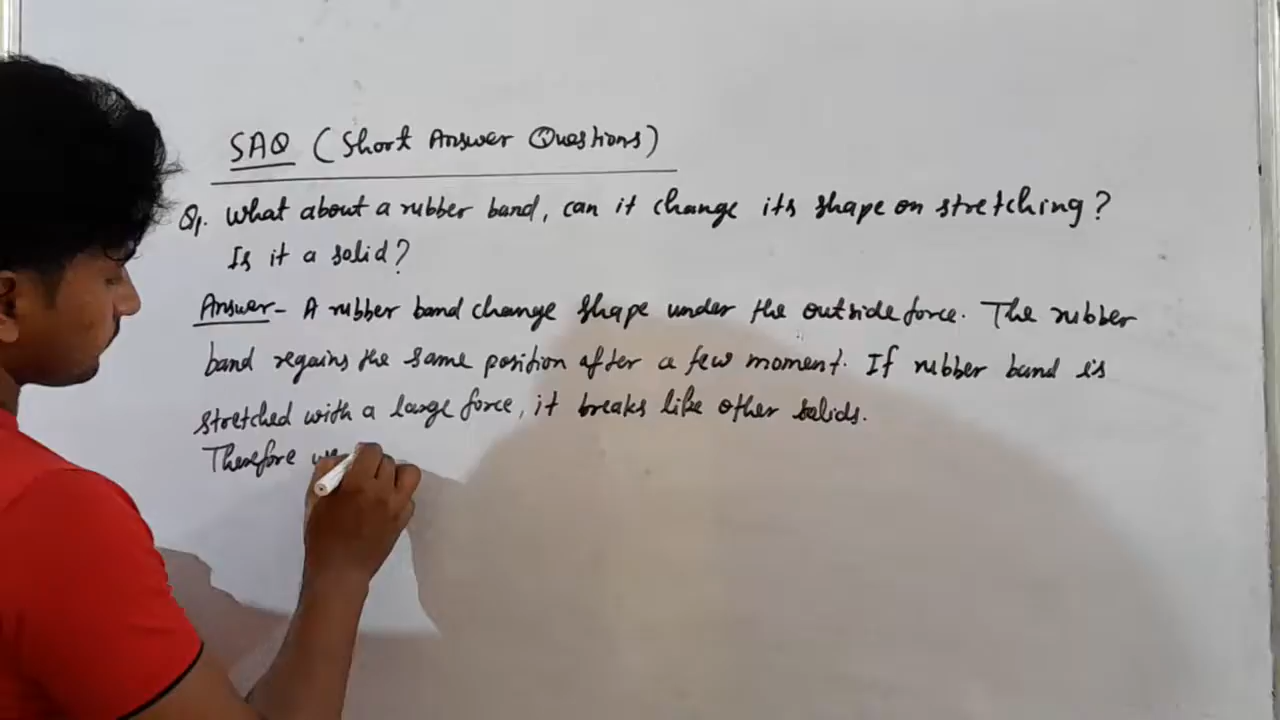 SAQ (Short Answer Questions)
Q1. What about a rubber band, can it change its shape on stretching?
Is it a solid?
Answer- A rubber band change shape under the outside force. The rubber
band regains the same position after a few moment. If rubber band is
stretched with a large force, it breaks like other solids.
Therefore we